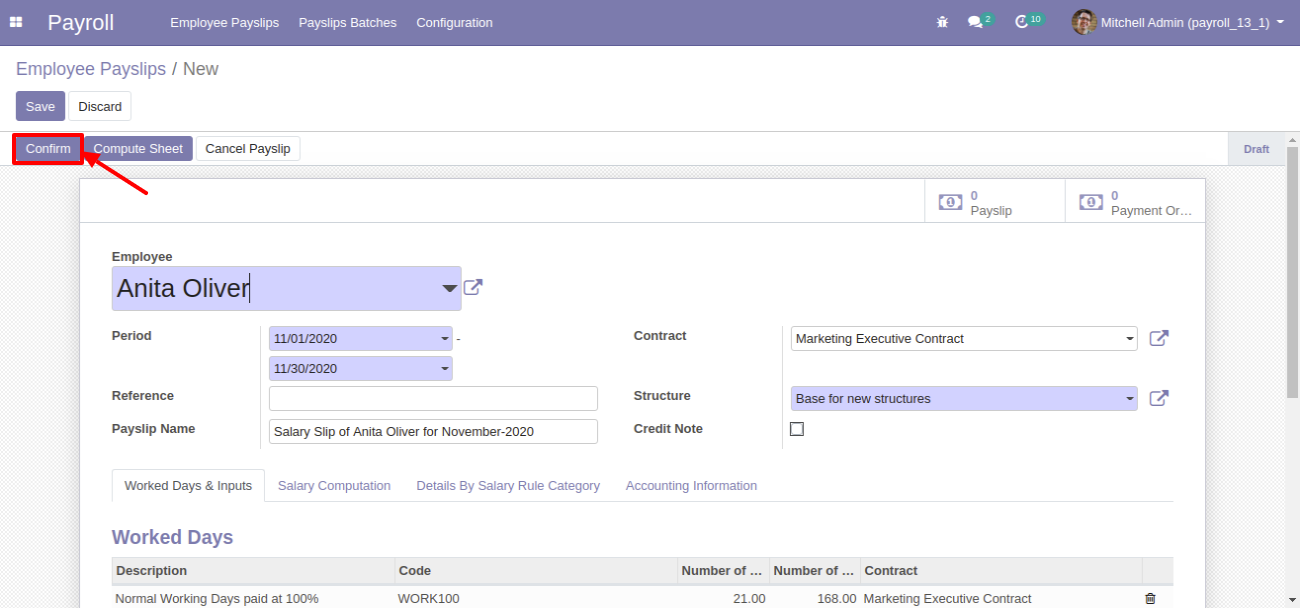 Payroll Employee Payslips Payslips Batches Configuration 2 10 Mitchell Admin (payroll_13_1)
Employee Payslips / New
Save Discard
Confirm Compute Sheet Cancel Payslip Draft
0 Payslip 0 Payment Or...
Employee
Anita Oliver
Period 11/01/2020 - Contract Marketing Executive Contract
11/30/2020
Reference Structure Base for new structures
Payslip Name Salary Slip of Anita Oliver for November-2020 Credit Note
Worked Days & Inputs Salary Computation Details By Salary Rule Category Accounting Information
Worked Days
Description Code Number of ... Number of ... Contract
Normal Working Days paid at 100% WORK100 21.00 168.00 Marketing Executive Contract